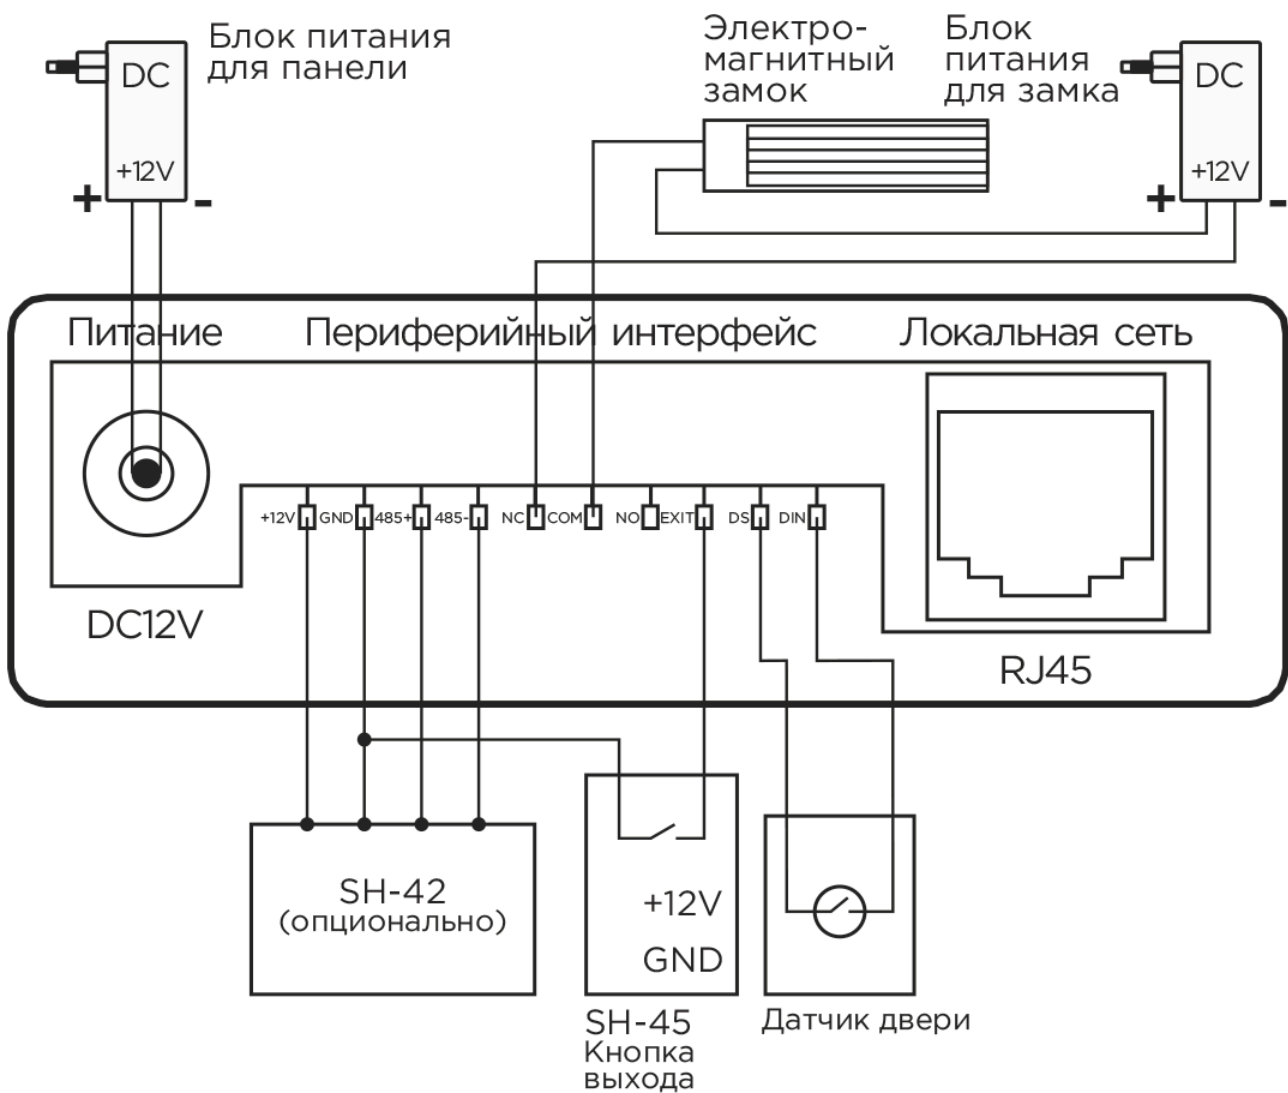 Блок питания
для панели
DC
+12V
+
-
Электро-
магнитный
замок
Блок
питания
для замка
DC
+12V
+
-
Питание
Периферийный интерфейс
Локальная сеть
+12V GND 485+ 485- NC COM NO EXIT DS DIN
DC12V
RJ45
SH-42
(опционально)
+12V
GND
SH-45
Кнопка
выхода
Датчик двери